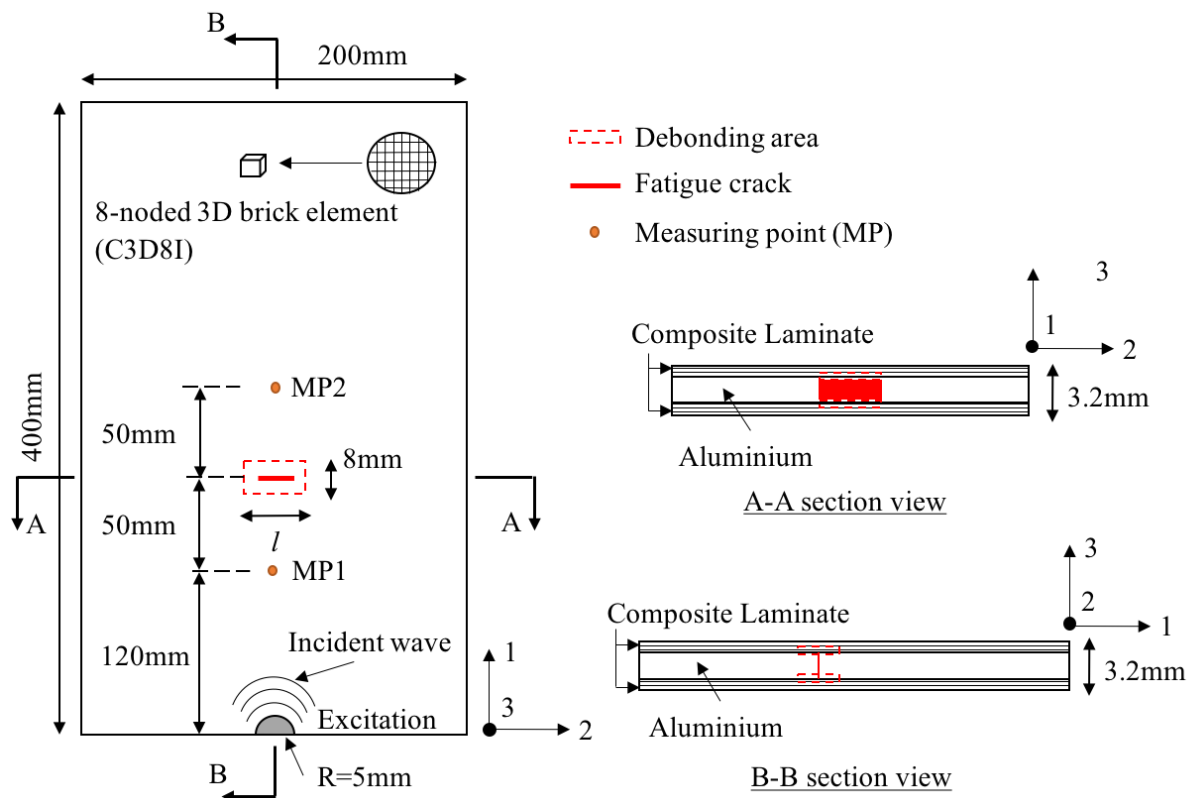 B
200mm
400mm
8-noded 3D brick element
(C3D8I)
Debonding area
Fatigue crack
Measuring point (MP)
MP2
50mm
8mm
A
A
50mm
l
MP1
120mm
Incident wave
Excitation
1
3
2
B
R=5mm
3
1
2
Composite Laminate
3.2mm
Aluminium
A-A section view
3
2
1
Composite Laminate
3.2mm
Aluminium
B-B section view